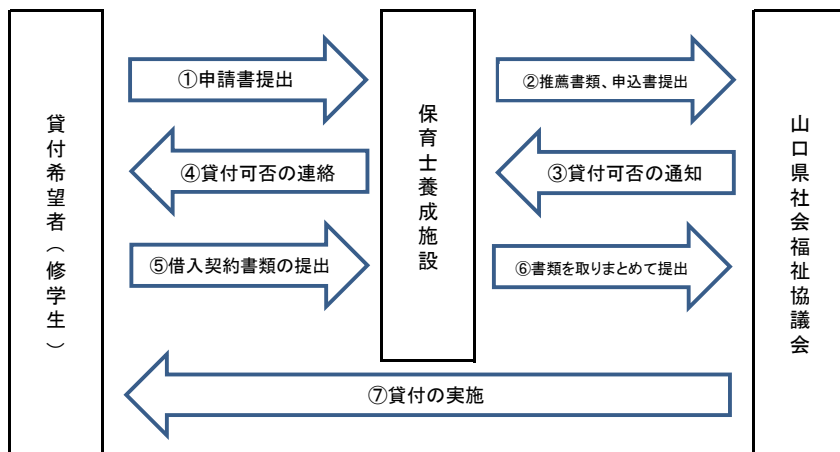 貸付希望者（修学生）
①申請書提出
④貸付可否の連絡
⑤借入契約書類の提出
保育士養成施設
②推薦書類、申込書提出
③貸付可否の通知
⑥書類を取りまとめて提出
⑦貸付の実施
山口県社会福祉協議会